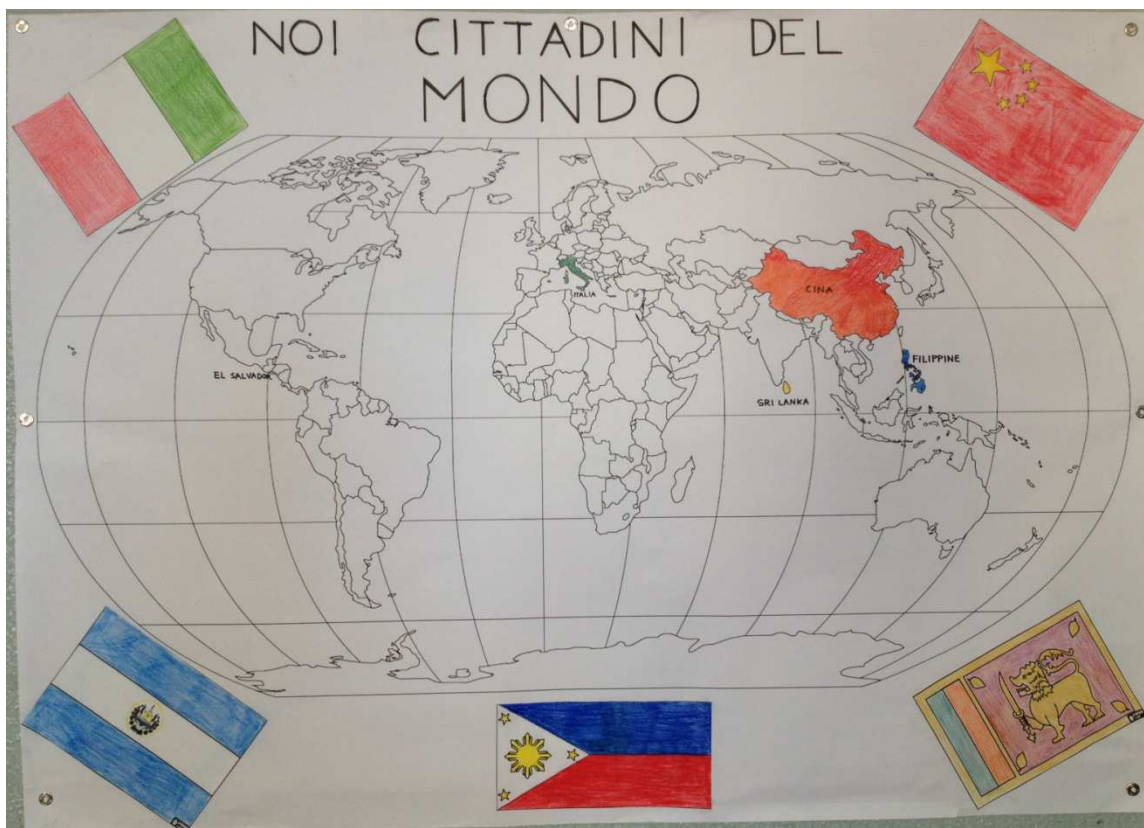 NOI CITTADINI DEL
MONDO
ITALIA
CINA
EL SALVADOR
FILIPPINE
SRI LANKA